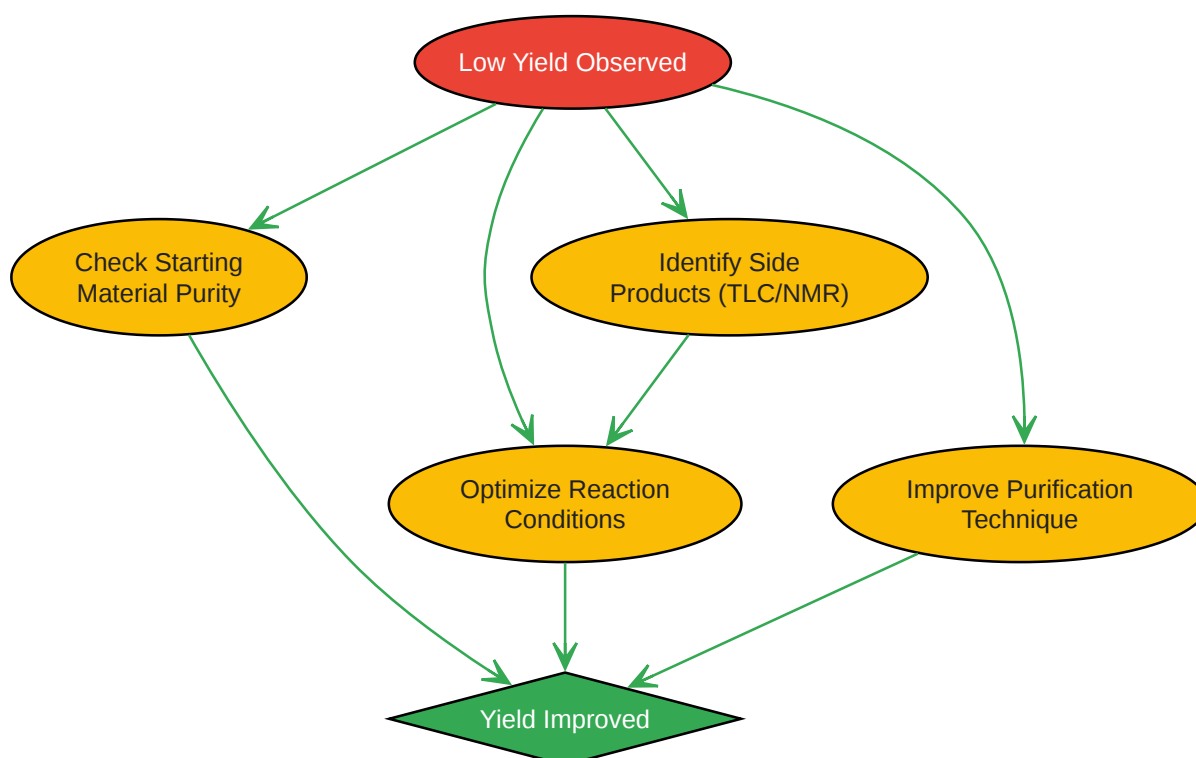 Low Yield Observed
Check Starting
Material Purity
Identify Side
Products (TLC/NMR)
Optimize Reaction
Conditions
Improve Purification
Technique
Yield Improved